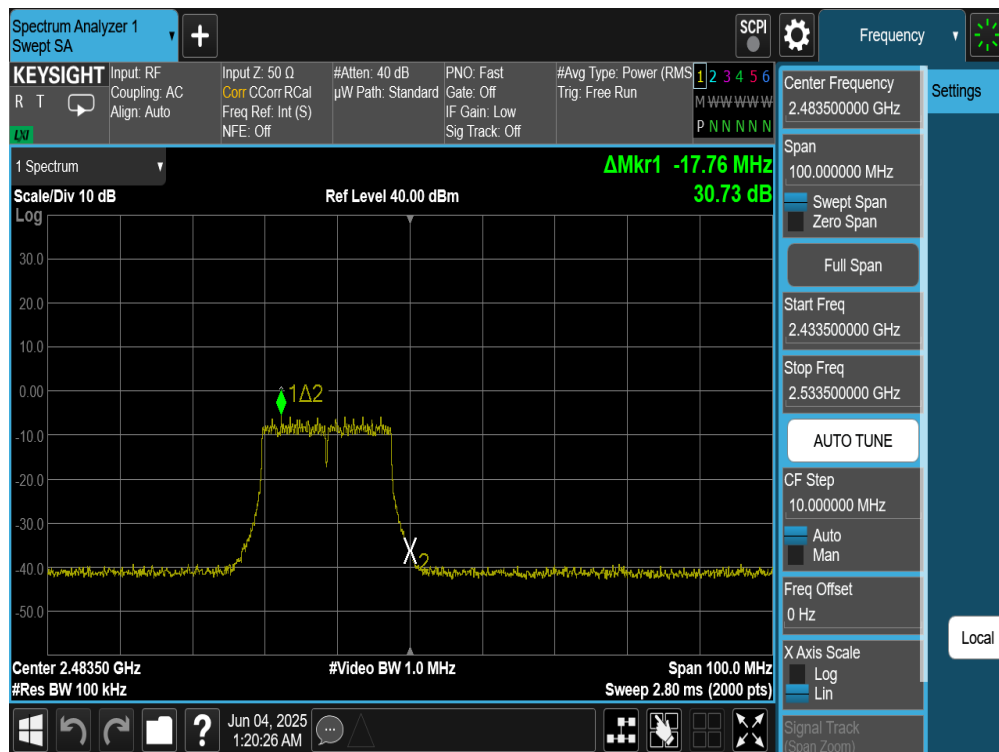 Spectrum Analyzer 1
Swept SA
+
SCPI
Frequency
KEYSIGHT
R T
LXI
Input: RF
Coupling: AC
Align: Auto
Input Z: 50 Ω
Corr CCorr RCal
Freq Ref: Int (S)
NFE: Off
#Atten: 40 dB
µW Path: Standard
PNO: Fast
Gate: Off
IF Gain: Low
Sig Track: Off
#Avg Type: Power (RMS
Trig: Free Run
1 2 3 4 5 6
M W W W W W
P N N N N N
1 Spectrum
ΔMkr1 -17.76 MHz
30.73 dB
Scale/Div 10 dB
Ref Level 40.00 dBm
Log
30.0
20.0
10.0
0.00
-10.0
-20.0
-30.0
-40.0
-50.0
1Δ2
X2
Center 2.48350 GHz
#Video BW 1.0 MHz
Span 100.0 MHz
#Res BW 100 kHz
Sweep 2.80 ms (2000 pts)
Center Frequency
2.483500000 GHz
Span
100.000000 MHz
Swept Span
Zero Span
Full Span
Start Freq
2.433500000 GHz
Stop Freq
2.533500000 GHz
AUTO TUNE
CF Step
10.000000 MHz
Auto
Man
Freq Offset
0 Hz
X Axis Scale
Log
Lin
Signal Track
(Span Zoom)
Settings
Local
?
Jun 04, 2025
1:20:26 AM